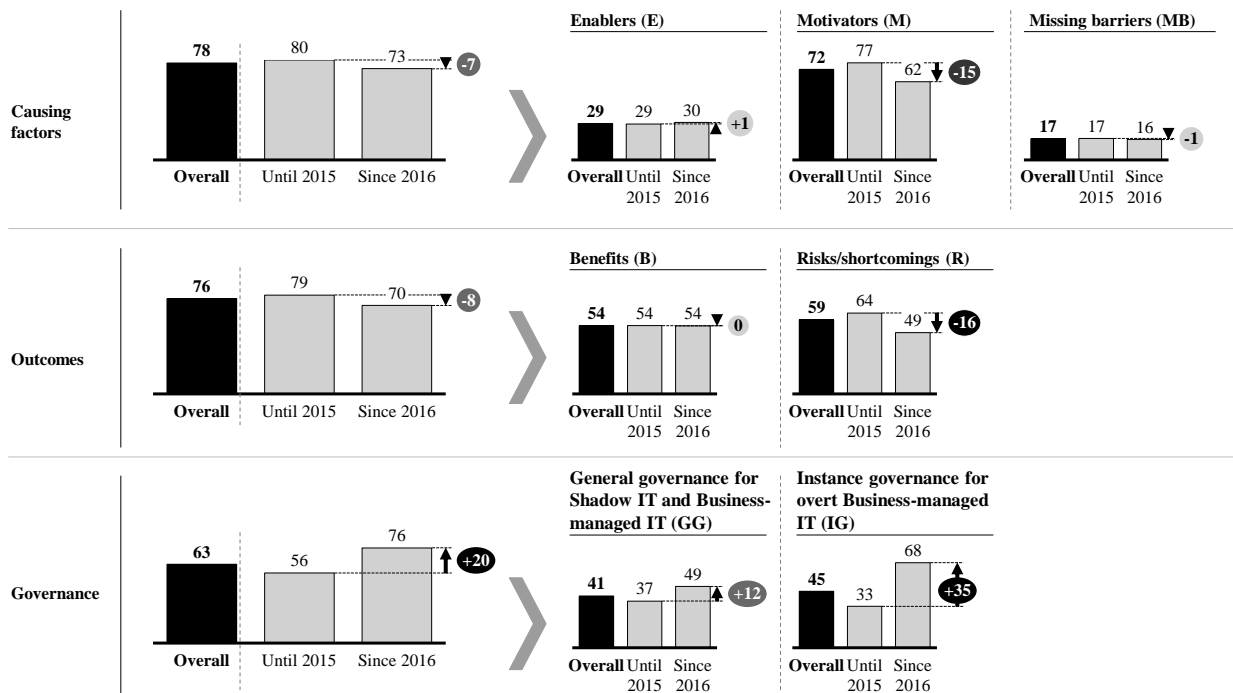 Causing
factors
78
80
73
-7
Overall
Until 2015
Since 2016
Enablers (E)
29
29
30
+1
Overall
Until
2015
Since
2016
Motivators (M)
72
77
62
-15
Overall
Until
2015
Since
2016
Missing barriers (MB)
17
17
16
-1
Overall
Until
2015
Since
2016
Outcomes
76
79
70
-8
Overall
Until 2015
Since 2016
Benefits (B)
54
54
54
0
Overall
Until
2015
Since
2016
Risks/shortcomings (R)
59
64
49
-16
Overall
Until
2015
Since
2016
Governance
63
56
76
+20
Overall
Until 2015
Since 2016
General governance for
Shadow IT and Business-
managed IT (GG)
41
37
49
+12
Overall
Until
2015
Since
2016
Instance governance for
overt Business-managed
IT (IG)
45
33
68
+35
Overall
Until
2015
Since
2016